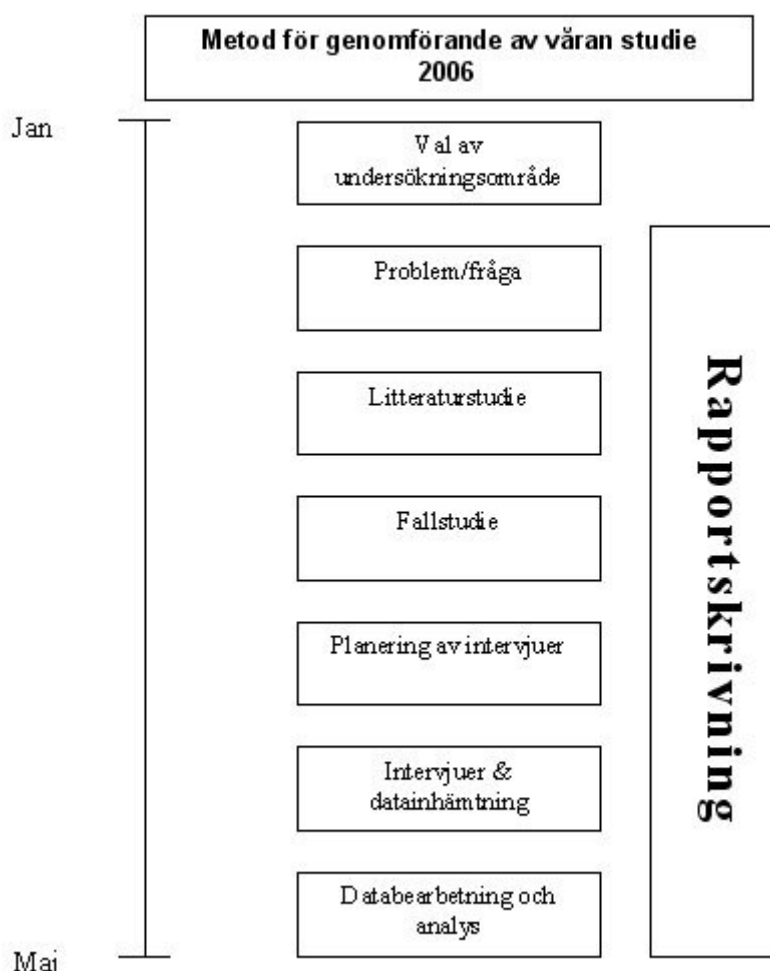 Metod för genomförande av våran studie
2006
Jan
Val av
undersökningsområde
Problem/fråga
Litteraturstudie
Fallstudie
Planering av intervjuer
Intervjuer &
datainhämtning
Databearbetning och
analys
Maj
Rapportskrivning